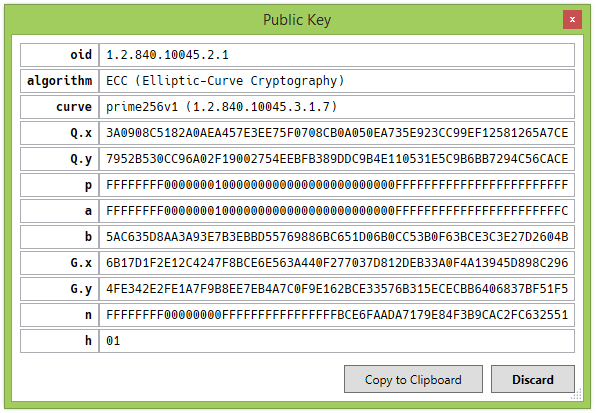 Public Key
oid 1.2.840.10045.2.1
algorithm ECC (Elliptic-Curve Cryptography)
curve prime256v1 (1.2.840.10045.3.1.7)
Q.x 3A0908C5182A0AEA457E3EE75F0708CB0A050EA735E923CC99EF12581265A7CE
Q.y 7952B530CC96A02F19002754EEBFB389DDC9B4E110531E5C9B6BB7294C56CACE
p FFFFFFFF00000001000000000000000000000000FFFFFFFFFFFFFFFFFFFFFFFF
a FFFFFFFF00000001000000000000000000000000FFFFFFFFFFFFFFFFFFFFFFFC
b 5AC635D8AA3A93E7B3EBBD55769886BC651D06B0CC53B0F63BCE3C3E27D2604B
G.x 6B17D1F2E12C4247F8BCE6E563A440F277037D812DEB33A0F4A13945D898C296
G.y 4FE342E2FE1A7F9B8EE7EB4A7C0F9E162BCE33576B315ECECBB6406837BF51F5
n FFFFFFFF00000000FFFFFFFFFFFFFFFFBCE6FAADA7179E84F3B9CAC2FC632551
h 01
Copy to Clipboard Discard